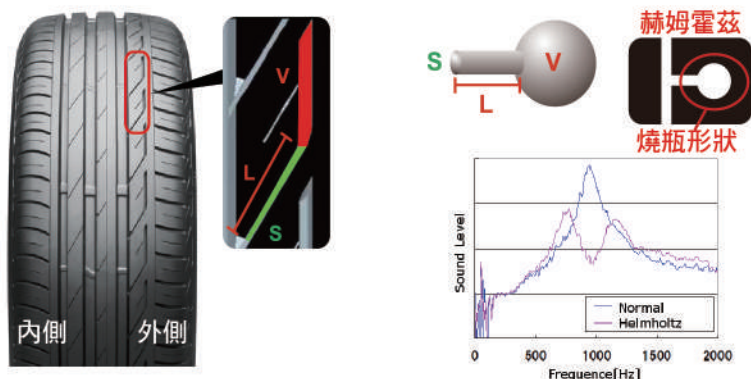 內側
外側
V
L
S
S
V
L
赫姆霍茲
燒瓶形狀
Sound Level
Normal
Helmholtz
0
500
1000
1500
2000
Frequence[Hz]